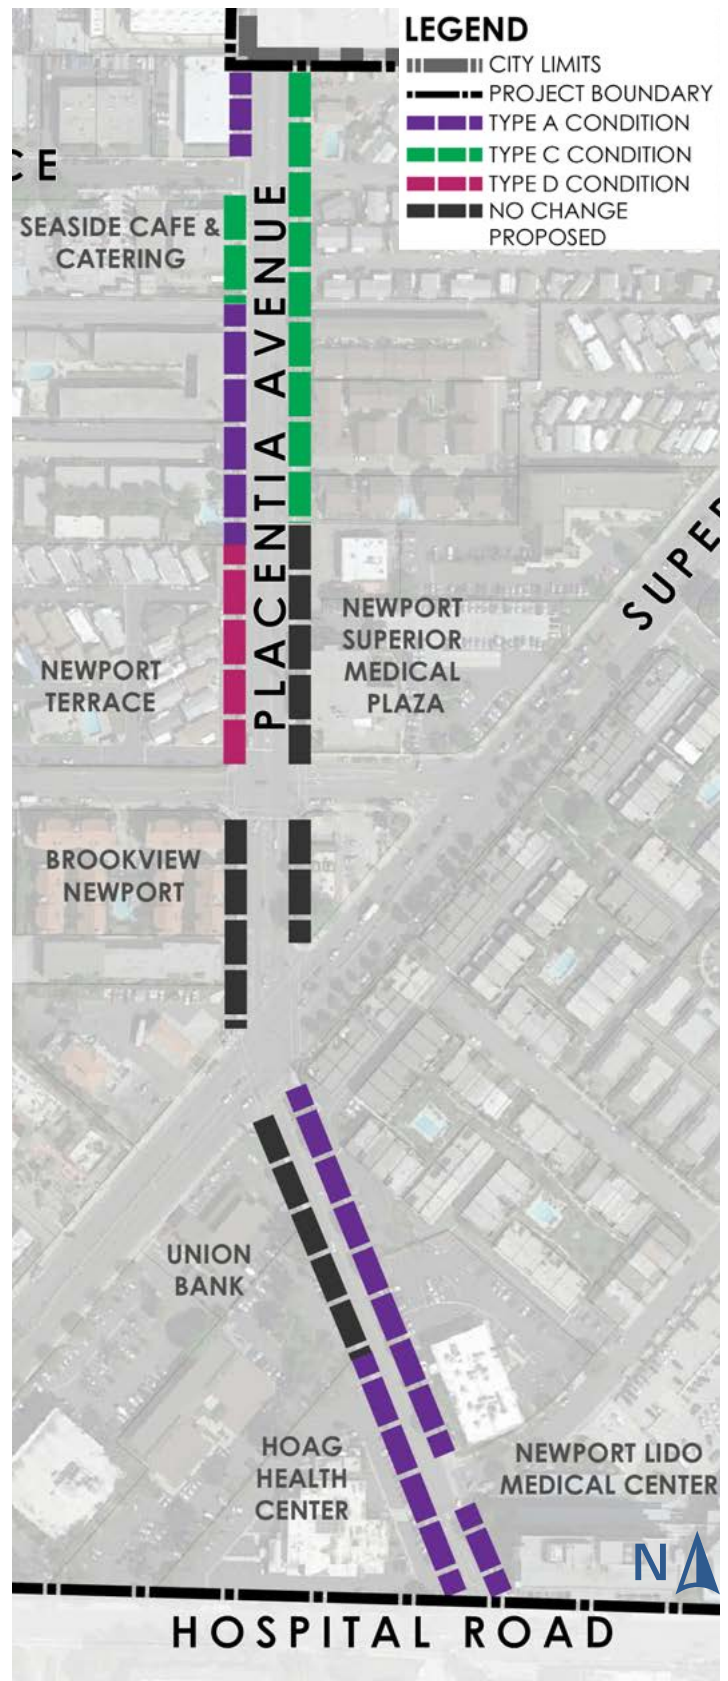 LEGEND
CITY LIMITS
PROJECT BOUNDARY
TYPE A CONDITION
TYPE C CONDITION
TYPE D CONDITION
NO CHANGE
PROPOSED
CE
SEASIDE CAFE &
CATERING
PLACENTIA AVENUE
SUPE
NEWPORT
SUPERIOR
MEDICAL
PLAZA
NEWPORT
TERRACE
BROOKVIEW
NEWPORT
UNION
BANK
HOAG
HEALTH
CENTER
NEWPORT LIDO
MEDICAL CENTER
N
HOSPITAL ROAD